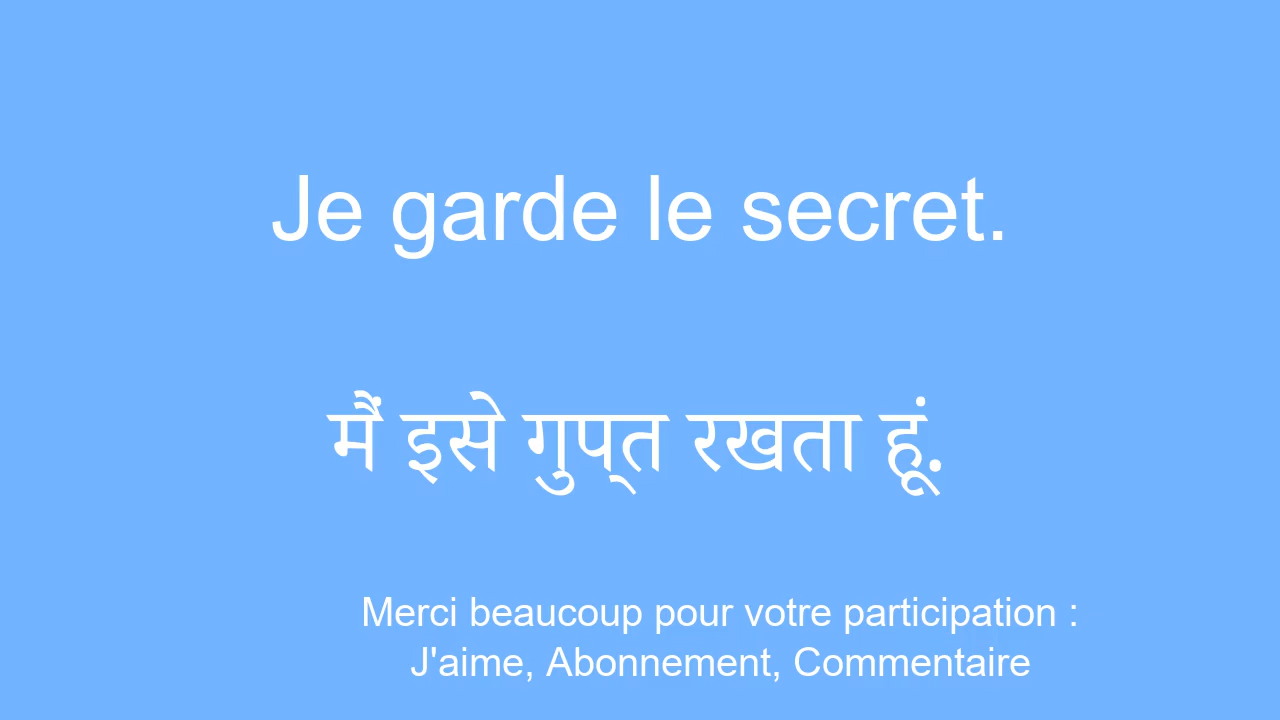 Je garde le secret.
मैं इसे गुप्त रखता हूं.
Merci beaucoup pour votre participation :
J'aime, Abonnement, Commentaire